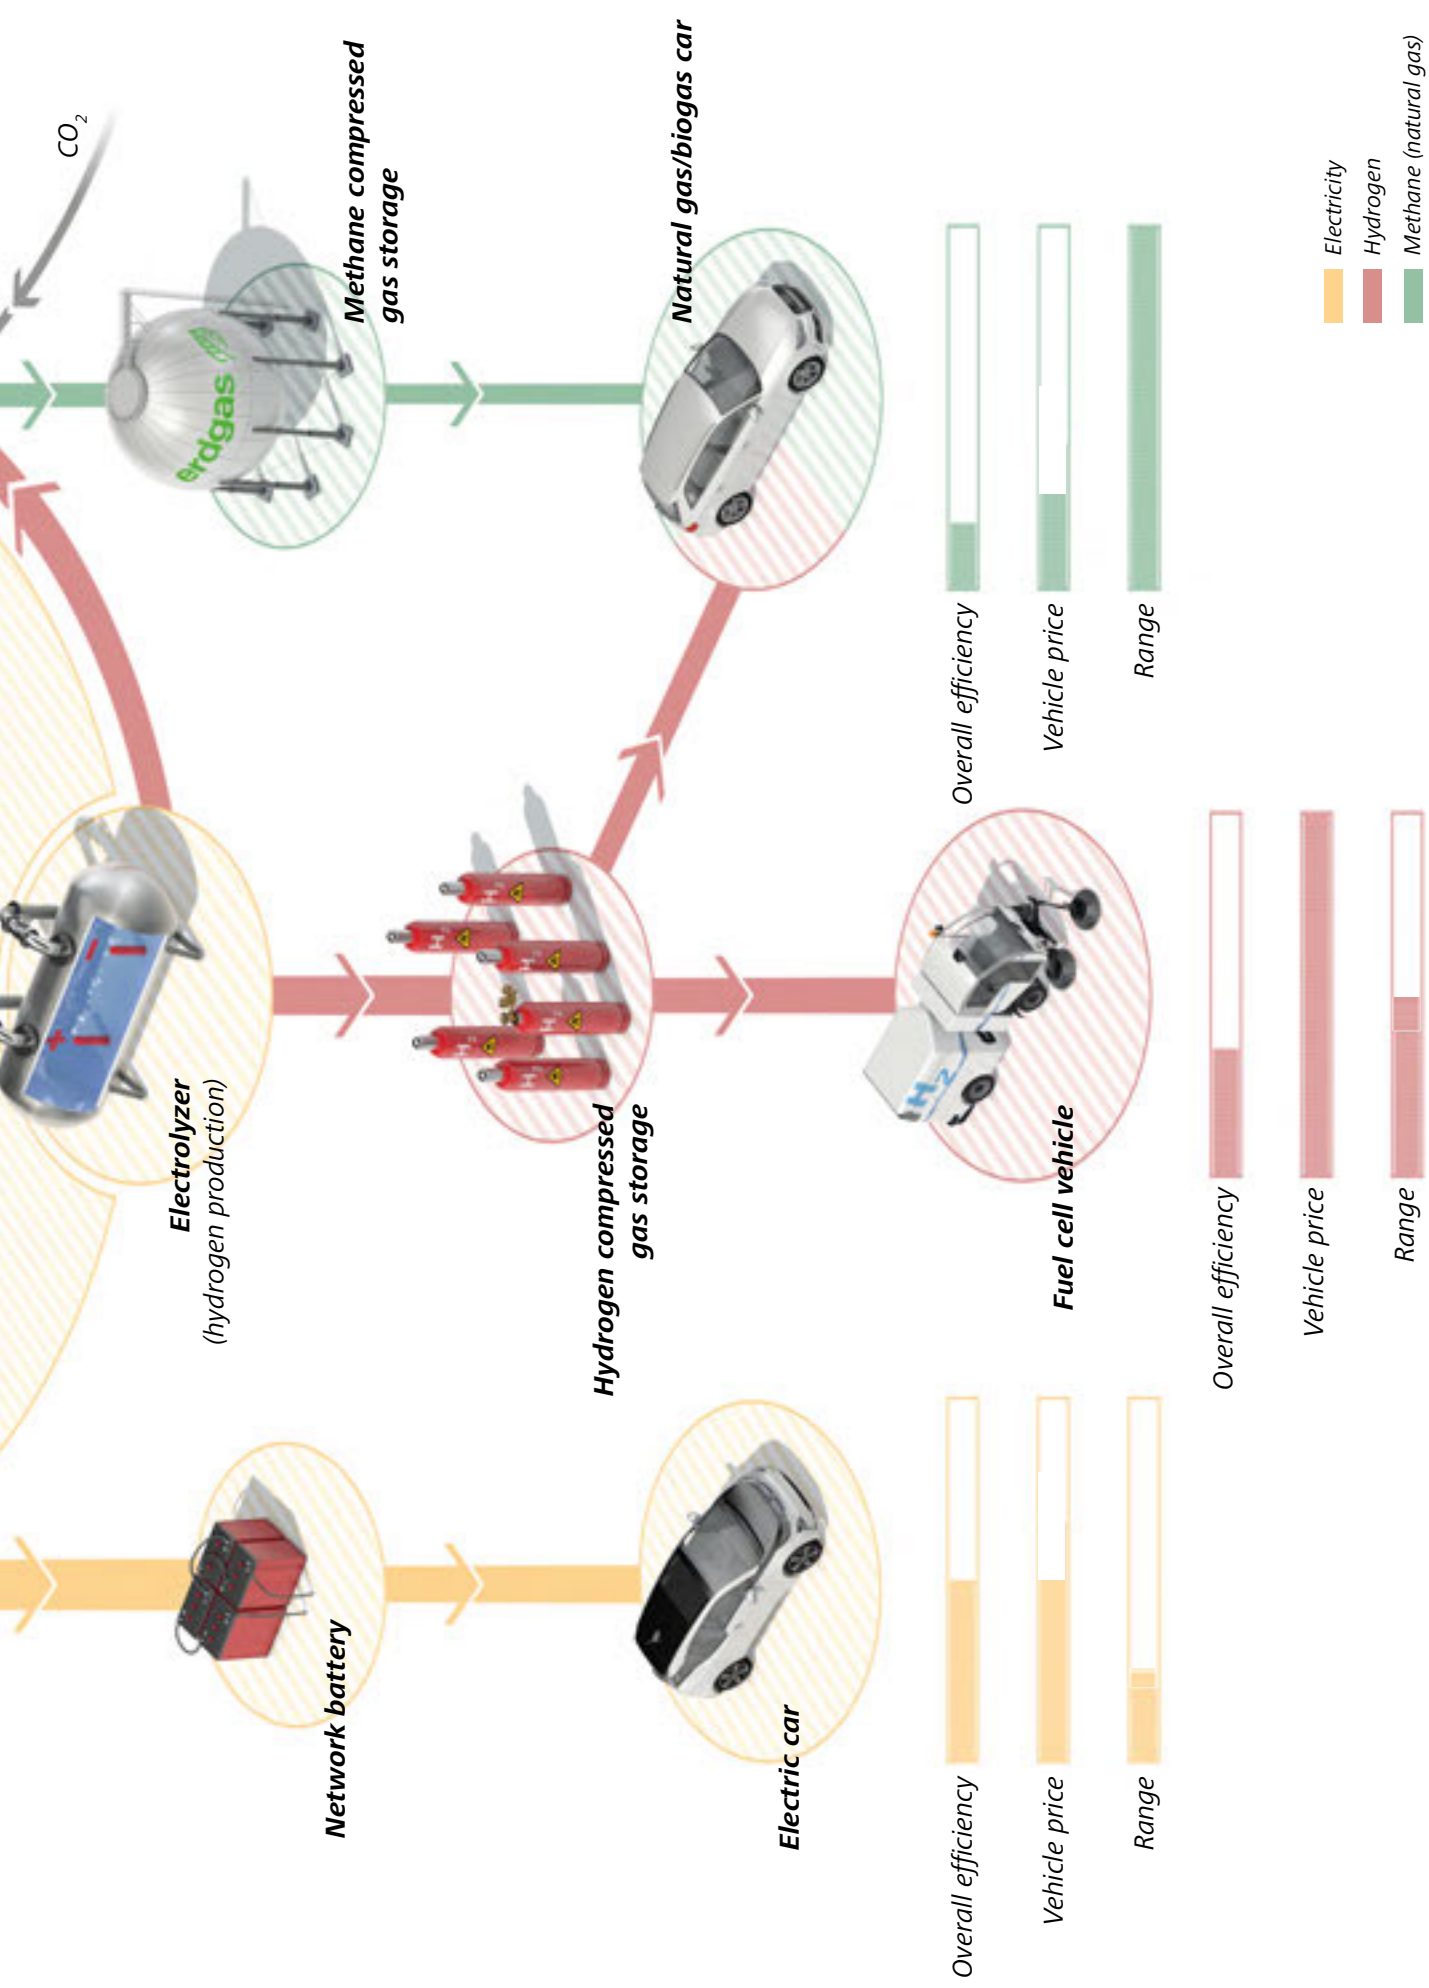 CO2
erdgas
Methane compressed
gas storage
Natural gas/biogas car
Electrolyzer
(hydrogen production)
Hydrogen compressed
gas storage
H
H
H
H
H
H
Network battery
Electric car
Fuel cell vehicle
H2
Overall efficiency
Vehicle price
Range
Overall efficiency
Vehicle price
Range
Overall efficiency
Vehicle price
Range
Electricity
Hydrogen
Methane (natural gas)